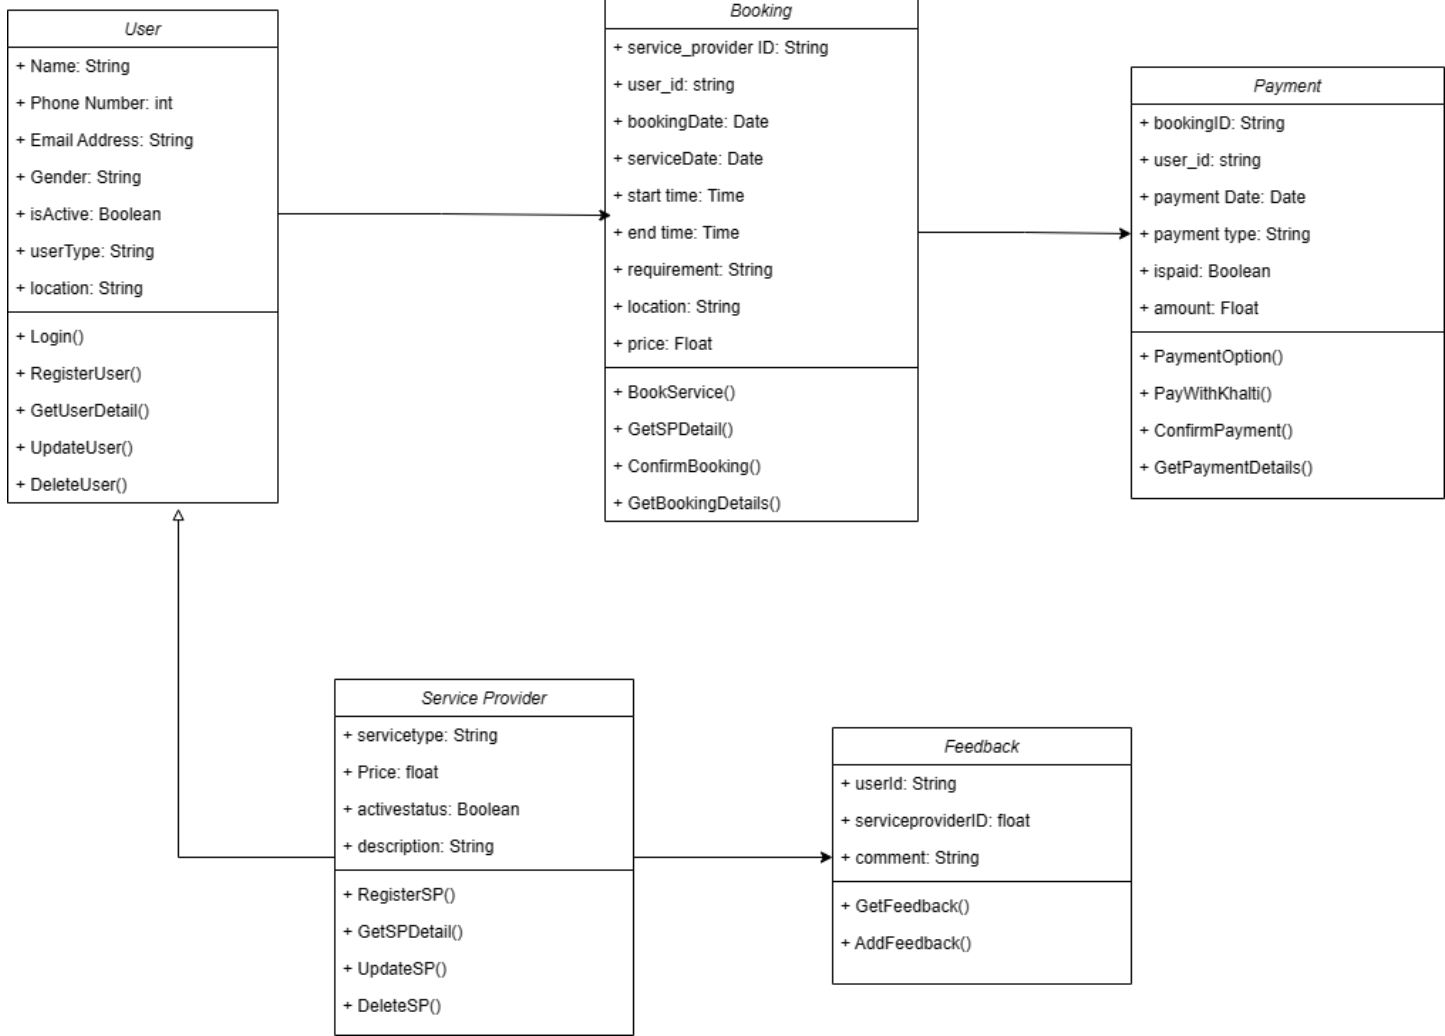 User
+ Name: String
+ Phone Number: int
+ Email Address: String
+ Gender: String
+ isActive: Boolean
+ userType: String
+ location: String
+ Login()
+ RegisterUser()
+ GetUserDetail()
+ UpdateUser()
+ DeleteUser()
Booking
+ service_provider ID: String
+ user_id: string
+ bookingDate: Date
+ serviceDate: Date
+ start time: Time
+ end time: Time
+ requirement: String
+ location: String
+ price: Float
+ BookService()
+ GetSPDetail()
+ ConfirmBooking()
+ GetBookingDetails()
Payment
+ bookingID: String
+ user_id: string
+ payment Date: Date
+ payment type: String
+ ispaid: Boolean
+ amount: Float
+ PaymentOption()
+ PayWithKhalti()
+ ConfirmPayment()
+ GetPaymentDetails()
Service Provider
+ servicetype: String
+ Price: float
+ activestatus: Boolean
+ description: String
+ RegisterSP()
+ GetSPDetail()
+ UpdateSP()
+ DeleteSP()
Feedback
+ userId: String
+ serviceproviderID: float
+ comment: String
+ GetFeedback()
+ AddFeedback()